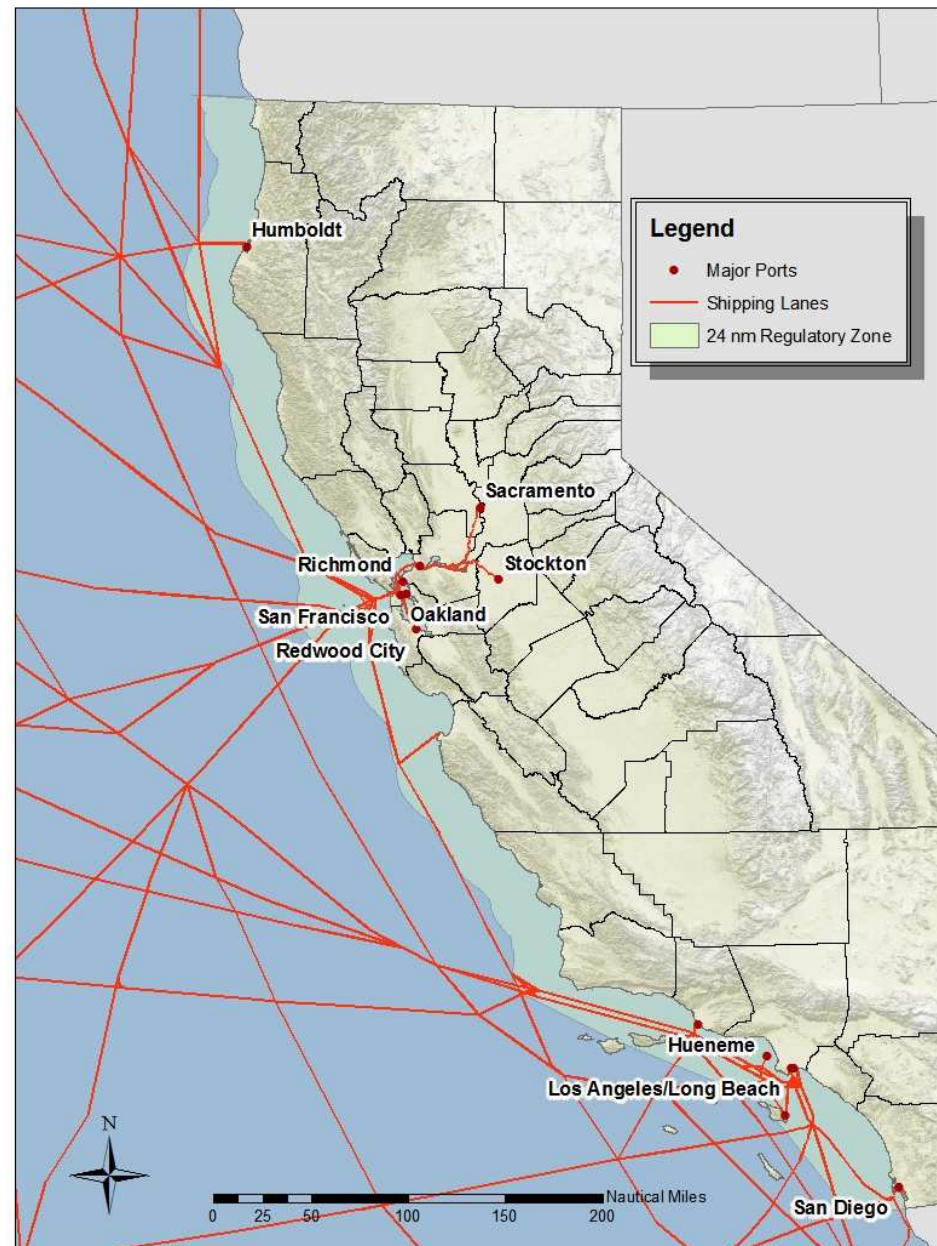 Humboldt
Legend
Major Ports
Shipping Lanes
24 nm Regulatory Zone
Sacramento
Richmond
Stockton
San Francisco
Oakland
Redwood City
Hueneme
Los Angeles/Long Beach
N
Nautical Miles
0 25 50 100 150 200
San Diego